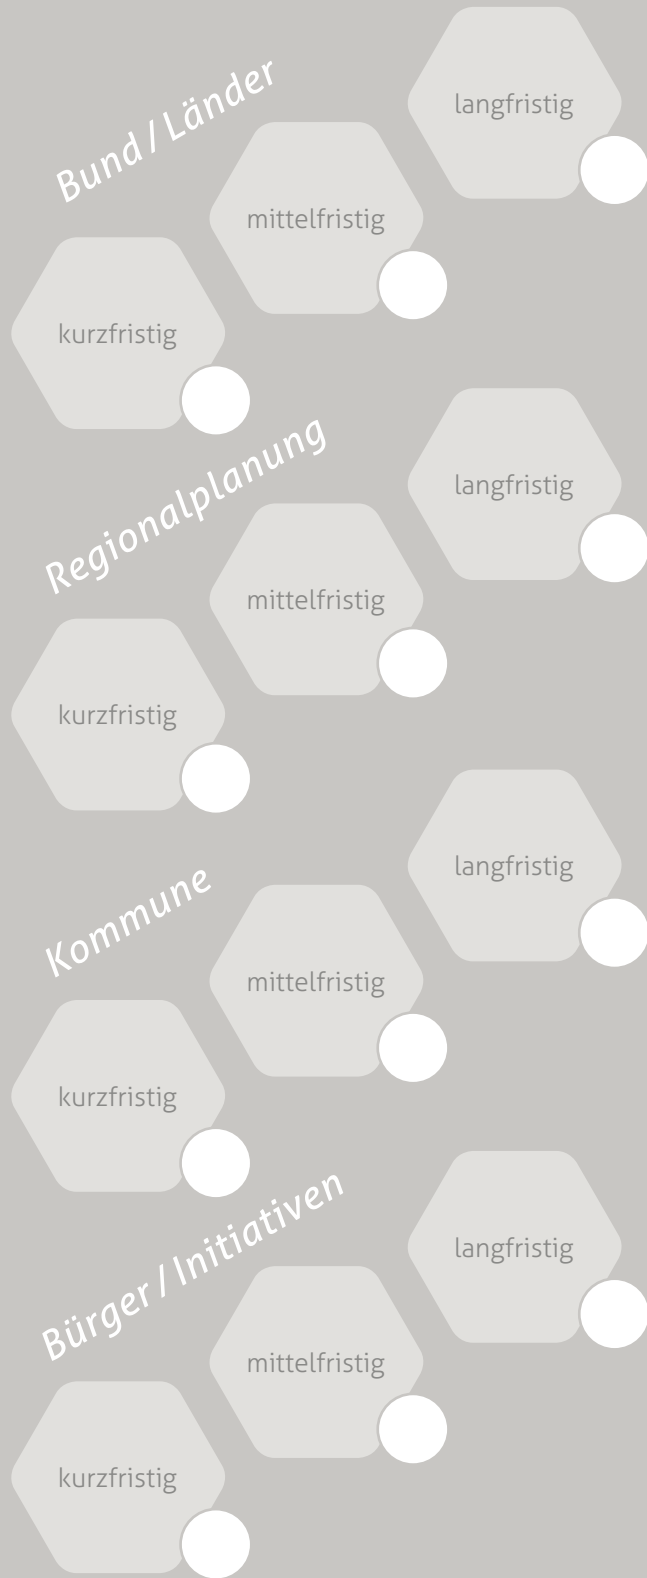 Bund / Länder
langfristig
mittelfristig
kurzfristig
Regionalplanung
langfristig
mittelfristig
kurzfristig
Kommune
langfristig
mittelfristig
kurzfristig
Bürger / Initiativen
langfristig
mittelfristig
kurzfristig